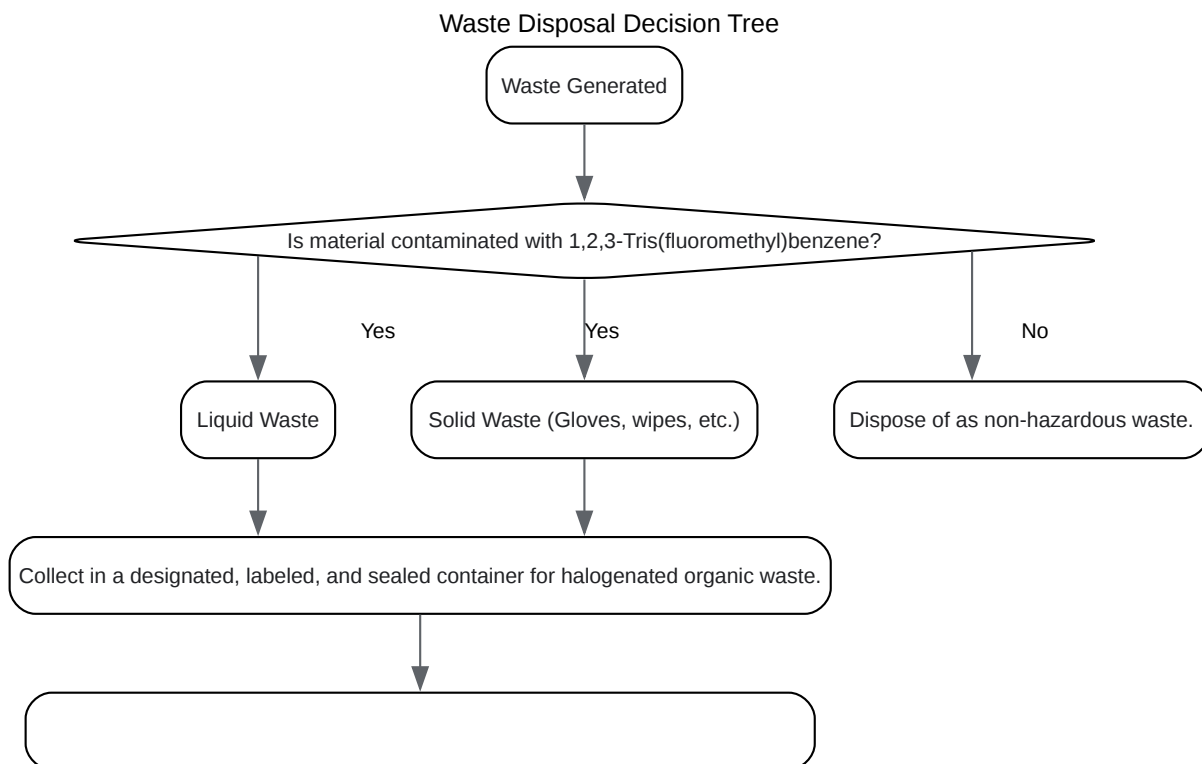 Waste Disposal Decision Tree
Waste Generated
Is material contaminated with 1,2,3-Tris(fluoromethyl)benzene?
Yes
Yes
No
Liquid Waste
Solid Waste (Gloves, wipes, etc.)
Dispose of as non-hazardous waste.
Collect in a designated, labeled, and sealed container for halogenated organic waste.